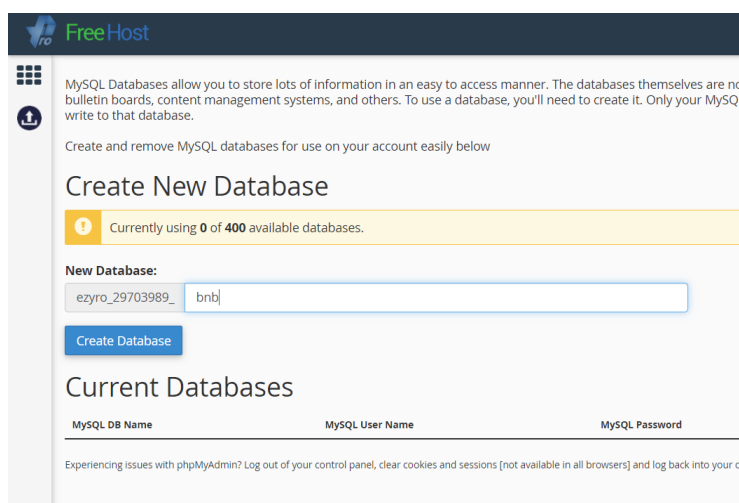 ro FreeHost
MySQL Databases allow you to store lots of information in an easy to access manner. The databases themselves are
bulletin boards, content management systems, and others. To use a database, you'll need to create it. Only your
write to that database.
Create and remove MySQL databases for use on your account easily below
Create New Database
Currently using 0 of 400 available databases.
New Database:
ezyro_29703989_ bnb
Create Database
Current Databases
MySQL DB Name MySQL User Name MySQL Password
Experiencing issues with phpMyAdmin? Log out of your control panel, clear cookies and sessions [not available in all browsers] and log back into your